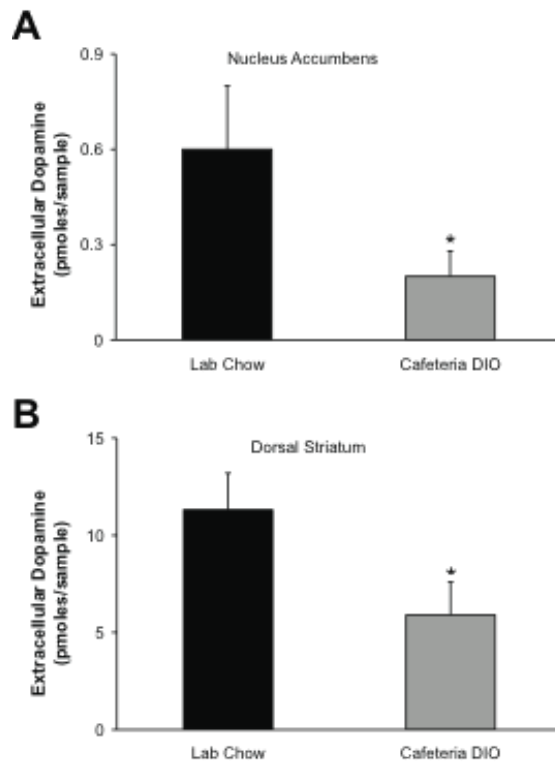 A
Nucleus Accumbens
Extracellular Dopamine
(pmoles/sample)
0.9
0.6
0.3
0
*
Lab Chow
Cafeteria DIO
B
Dorsal Striatum
Extracellular Dopamine
(pmoles/sample)
15
10
5
0
*
Lab Chow
Cafeteria DIO